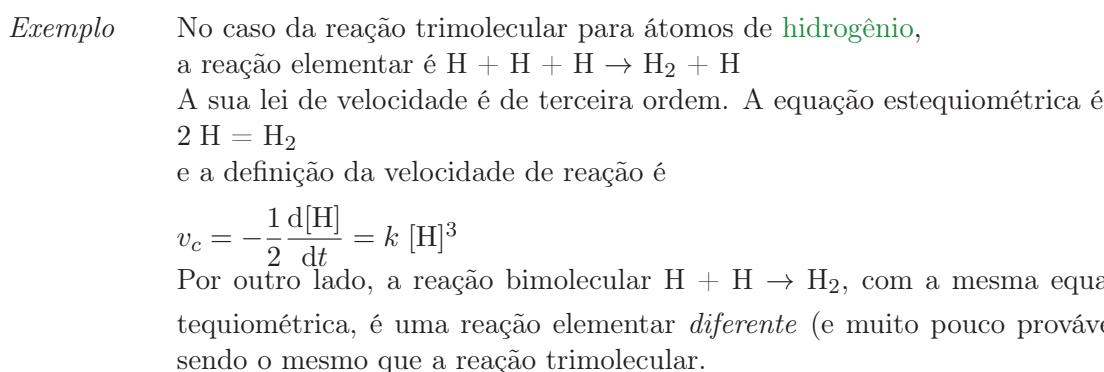 Exemplo No caso da reação trimolecular para átomos de hidrogênio,
a reação elementar é H + H + H → H₂ + H
A sua lei de velocidade é de terceira ordem. A equação estequiométrica é
2 H = H₂
e a definição da velocidade de reação é
v_c = −\frac{1}{2}\frac{d[H]}{dt} = k [H]³
Por outro lado, a reação bimolecular H + H → H₂, com a mesma equa
tequiométrica, é uma reação elementar diferente (e muito pouco prováve
sendo o mesmo que a reação trimolecular.